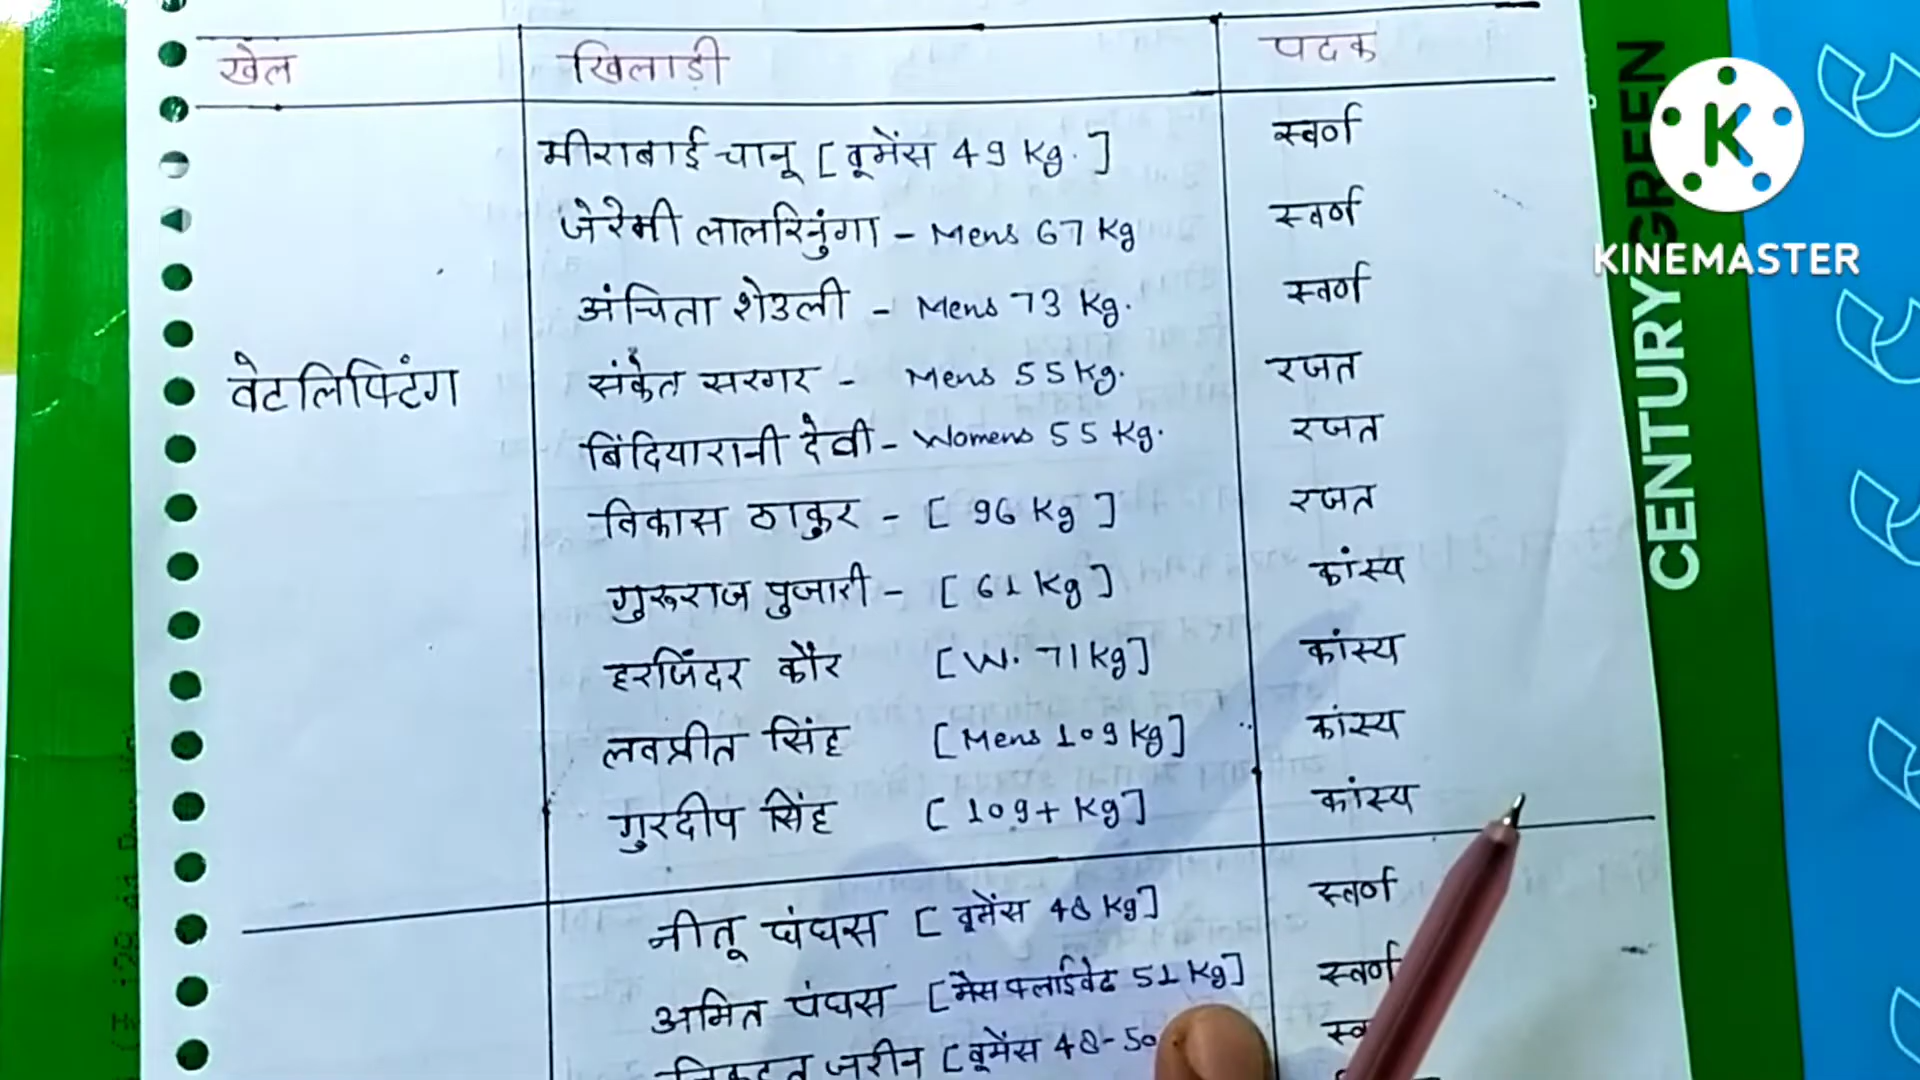 खेल खिलाड़ी पदक
मीराबाई चानू [वूमेंस 49 Kg.] स्वर्ण
जेरेमी लालरिनुंगा - Mens 67 Kg स्वर्ण
अंचिता शेउली - Mens 73 Kg. स्वर्ण
वेटलिफ्टिंग संकेत सरगर - Mens 55 Kg. रजत
बिंदियारानी देवी - Womens 55 Kg. रजत
विकास ठाकुर - [96 Kg] रजत
गुरुराज पुजारी - [61 Kg] कांस्य
हरजिंदर कौर [W. 71 Kg] कांस्य
लवप्रीत सिंह [Mens 109 Kg] कांस्य
गुरदीप सिंह [109+ Kg] कांस्य
नीतू घंघस [वूमेंस 48 Kg] स्वर्ण
अमित पंघस [मैंस फ्लाईवेट 51 Kg] स्वर्ण
जरीन [वूमेंस 48-50
KINEMASTER
CENTURY GREEN